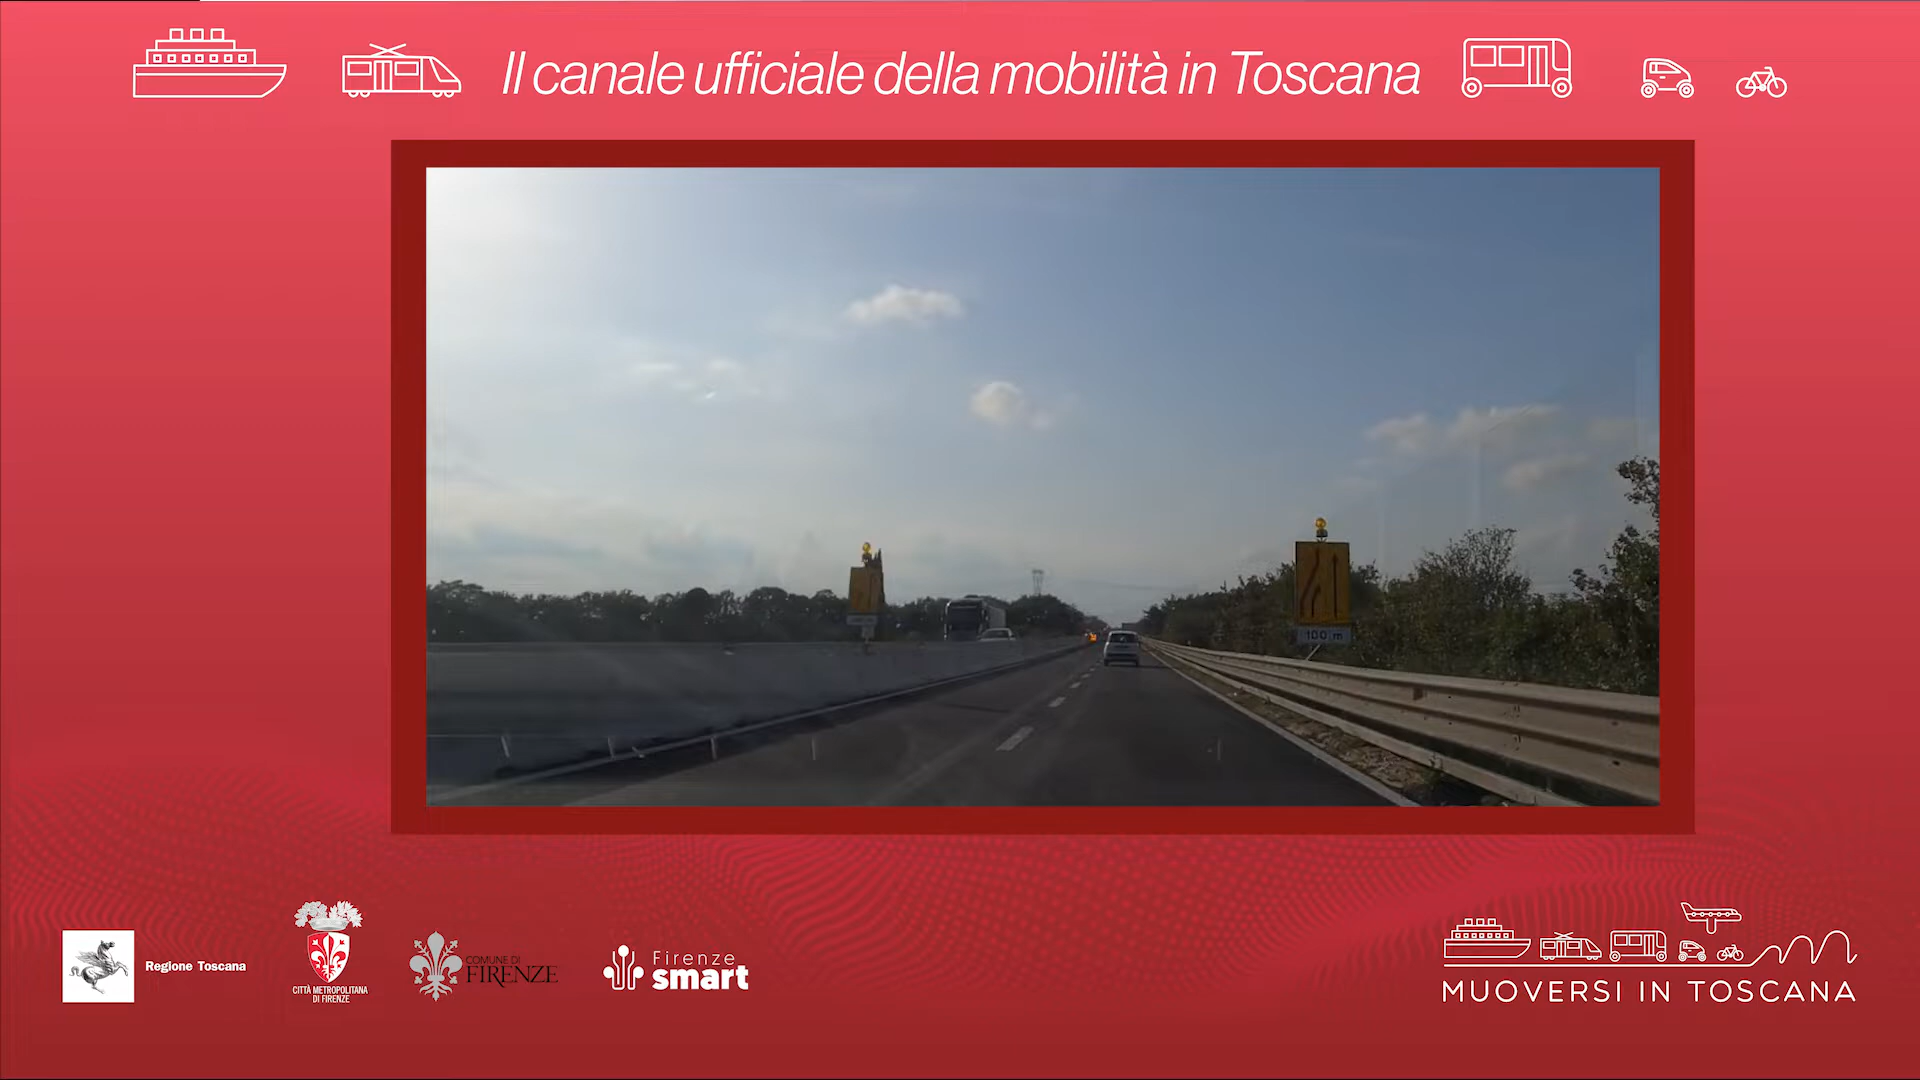 Il canale ufficiale della mobilità in Toscana
100 m
Regione Toscana
CITTÀ METROPOLITANA
DI FIRENZE
COMUNE DI
FIRENZE
Firenze
smart
MUOVERSI IN TOSCANA